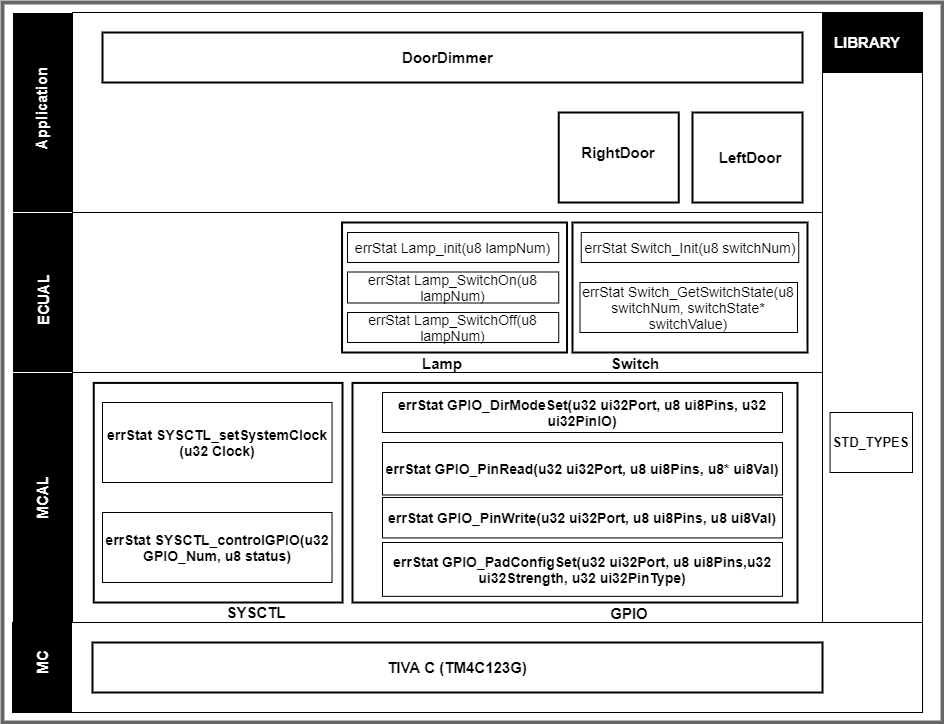 LIBRARY
Application
DoorDimmer
RightDoor
LeftDoor
ECUAL
errStat Lamp_init(u8 lampNum)
errStat Lamp_SwitchOn(u8
lampNum)
errStat Lamp_SwitchOff(u8
lampNum)
Lamp
errStat Switch_Init(u8 switchNum)
errStat Switch_GetSwitchState(u8
switchNum, switchState*
switchValue)
Switch
MCAL
errStat SYSCTL_setSystemClock
(u32 Clock)
errStat SYSCTL_controlGPIO(u32
GPIO_Num, u8 status)
SYSCTL
errStat GPIO_DirModeSet(u32 ui32Port, u8 ui8Pins, u32
ui32PinIO)
errStat GPIO_PinRead(u32 ui32Port, u8 ui8Pins, u8* ui8Val)
errStat GPIO_PinWrite(u32 ui32Port, u8 ui8Pins, u8 ui8Val)
errStat GPIO_PadConfigSet(u32 ui32Port, u8 ui8Pins,u32
ui32Strength, u32 ui32PinType)
GPIO
STD_TYPES
MC
TIVA C (TM4C123G)